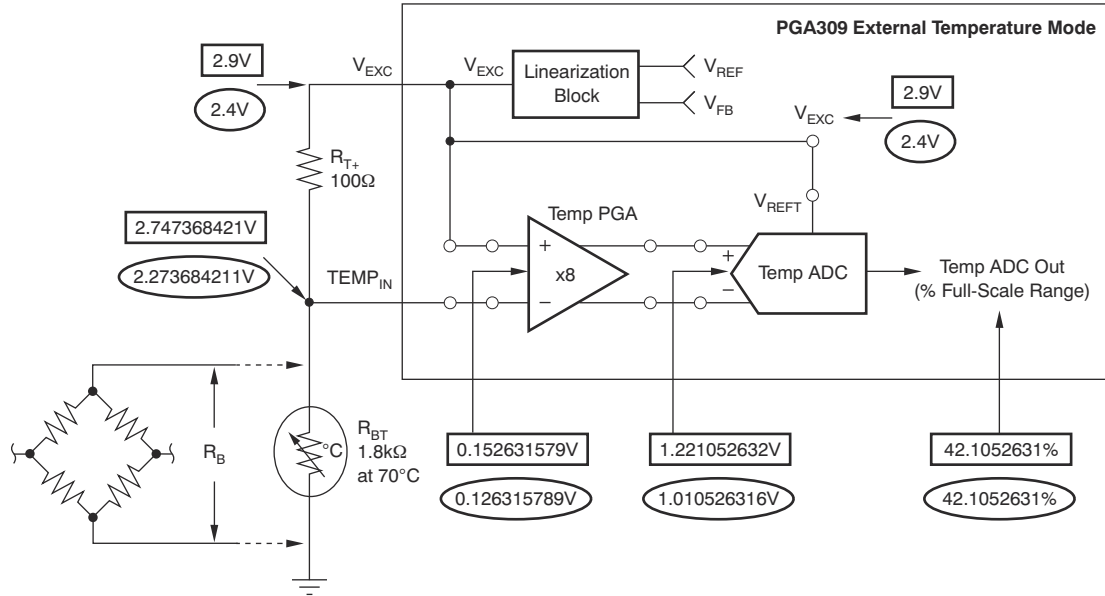 PGA309 External Temperature Mode
2.9V
2.4V
V_EXC
V_EXC
Linearization
Block
V_REF
V_FB
2.9V
V_EXC
2.4V
R_T+
100Ω
V_REFT
2.747368421V
2.273684211V
Temp PGA
+
x8
−
+
−
Temp ADC
TEMP_IN
Temp ADC Out
(% Full-Scale Range)
R_B
°C
R_BT
1.8kΩ
at 70°C
0.152631579V
1.221052632V
42.1052631%
0.126315789V
1.010526316V
42.1052631%